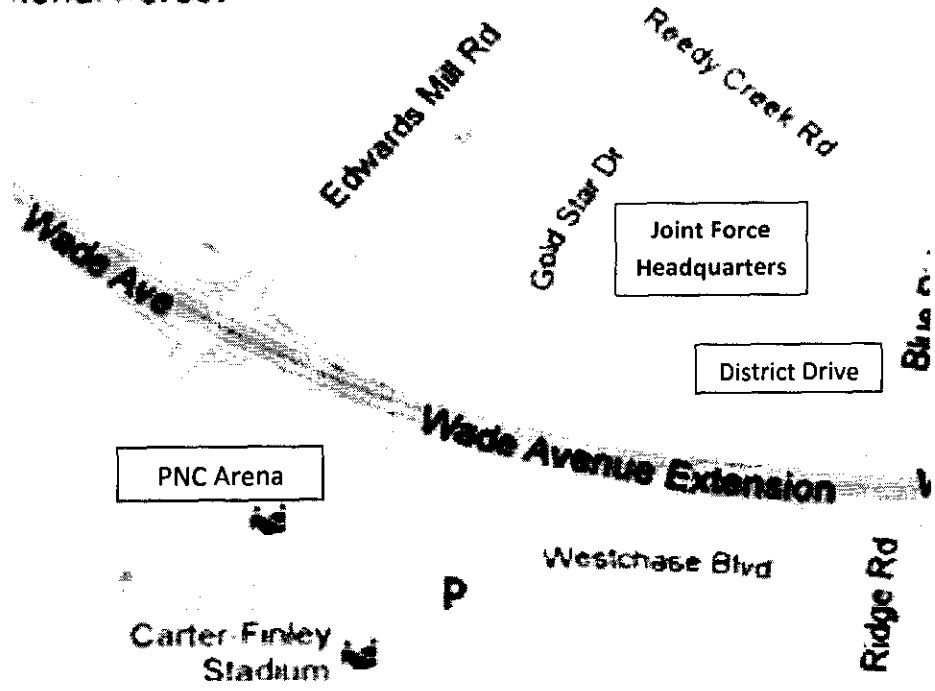 Edwards Mill Rd
Reedy Creek Rd
Gold Star Dr
Joint Force
Headquarters
Wade Ave
Blue
District Drive
Wade Avenue Extension
PNC Arena
Westchase Blvd
Ridge Rd
P
Carter-Finley
Stadium